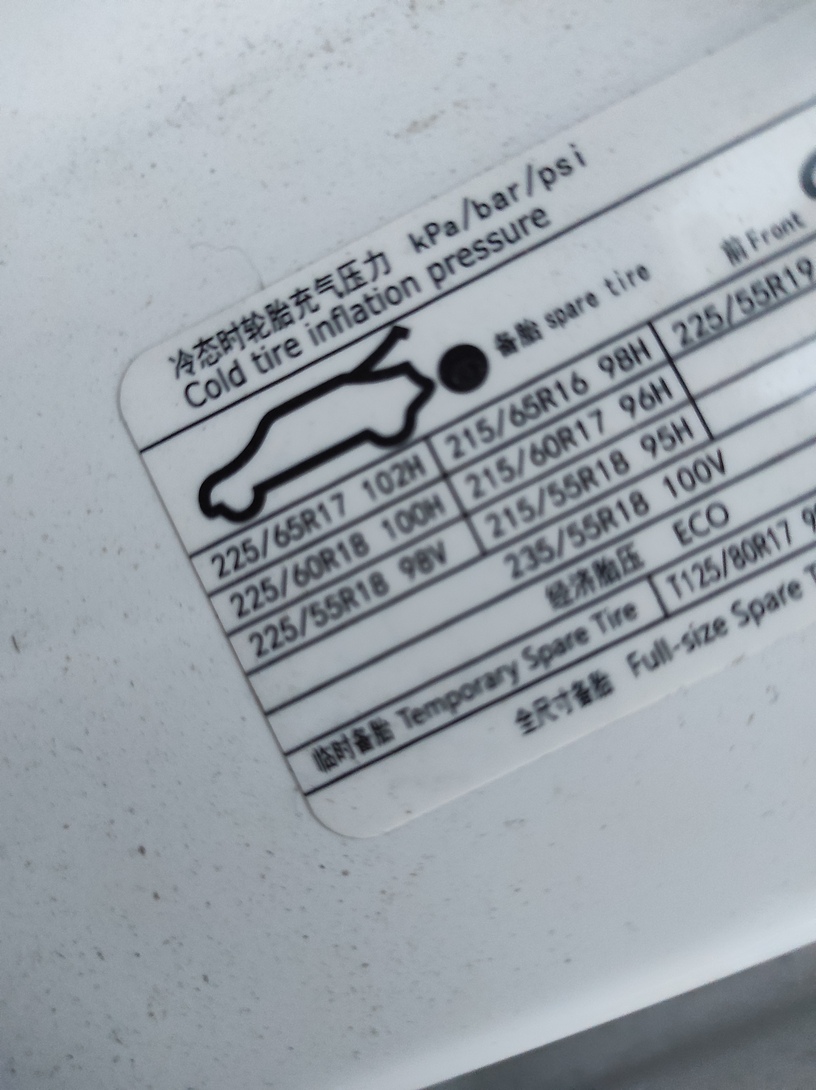 冷态时轮胎充气压力 kPa/bar/psi
Cold tire inflation pressure
备胎 spare tire
前 Front
225/65R17 102H 215/65R16 98H 225/55R19
225/60R18 100H 215/60R17 96H
225/55R18 98V 215/55R18 95H
235/55R18 100V
经济胎压 ECO
临时备胎 Temporary Spare Tire T125/80R17
全尺寸备胎 Full-size Spare